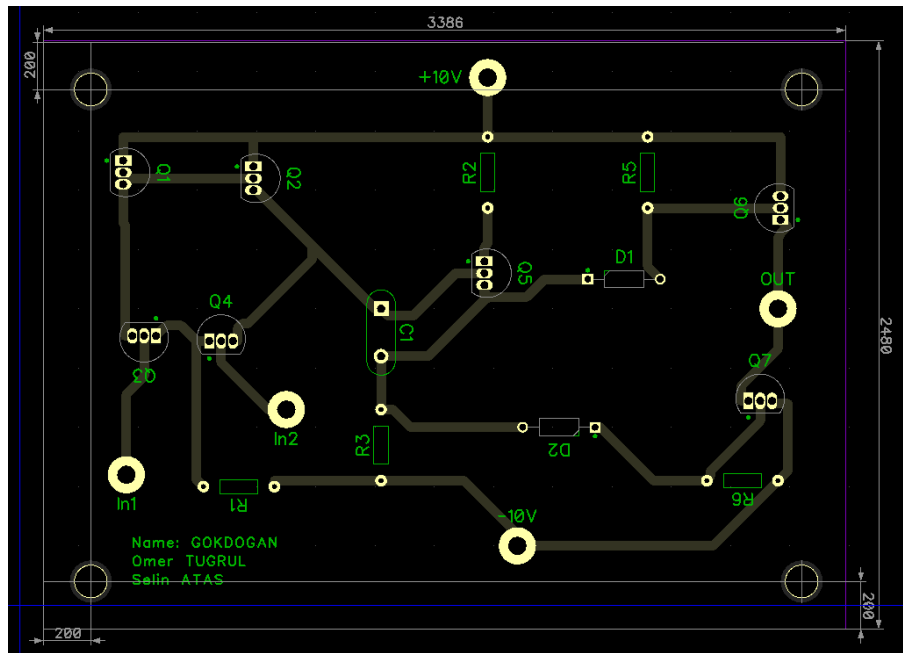 3386
200
+10V
Q1
Q2
R2
R5
Q6
Q5
D1
OUT
Q4
C1
2480
Q3
Q7
In2
R3
D2
In1
R1
R6
-10V
Name: GOKDOGAN
Omer TUGRUL
Selin ATAS
200
200